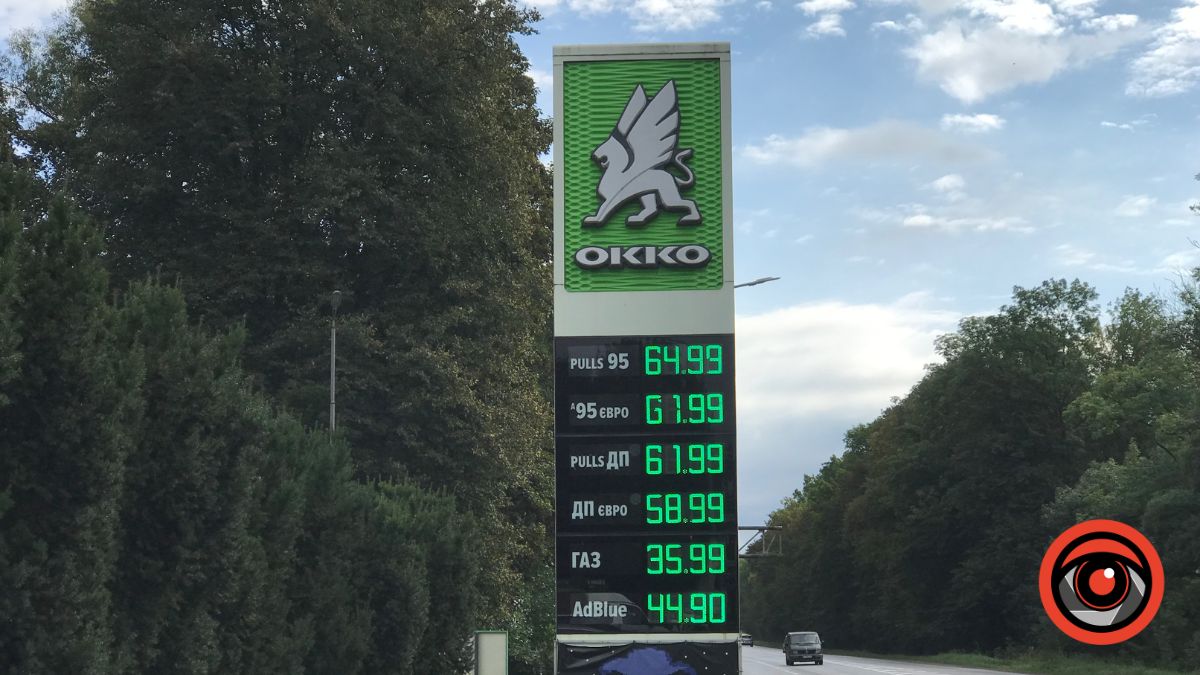 OKKO
PULLS 95 64.99
A95 ЄВРО 61.99
PULLS ДП 61.99
ДП ЄВРО 58.99
ГАЗ 35.99
AdBlue 44.90